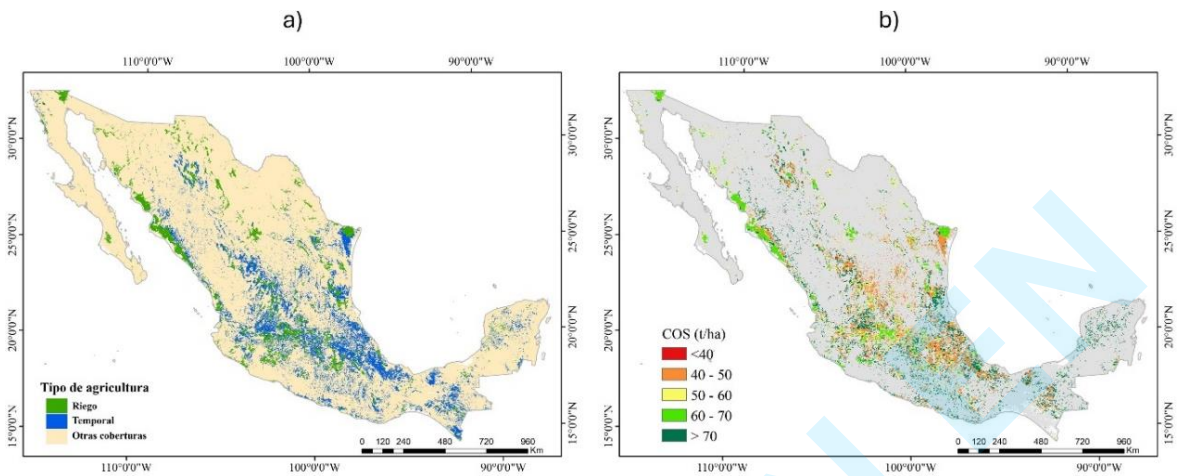 a)
110°0'0"W 100°0'0"W 90°0'0"W
30°0'0"N
25°0'0"N
20°0'0"N
15°0'0"N
30°0'0"N
25°0'0"N
20°0'0"N
15°0'0"N
Tipo de agricultura
Riego
Temporal
Otras coberturas
0 120 240 480 720 960
Km
110°0'0"W 100°0'0"W 90°0'0"W
b)
110°0'0"W 100°0'0"W 90°0'0"W
30°0'0"N
25°0'0"N
20°0'0"N
15°0'0"N
30°0'0"N
25°0'0"N
20°0'0"N
15°0'0"N
COS (t/ha)
<40
40 - 50
50 - 60
60 - 70
> 70
0 120 240 480 720 960
Km
110°0'0"W 100°0'0"W 90°0'0"W
EN